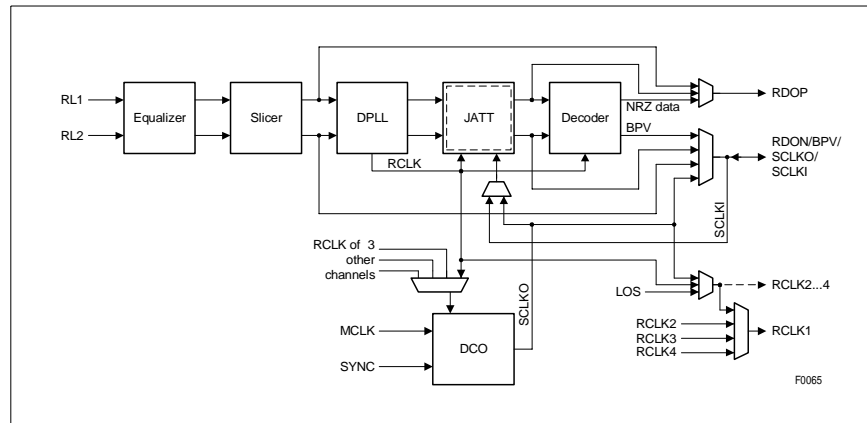 RL1
RL2
Equalizer
Slicer
DPLL
JATT
Decoder
NRZ data
BPV
RCLK
RDOP
RDON/BPV/
SCLKO/
SCLKI
SCLKI
RCLK of 3
other
channels
SCLKO
LOS
RCLK2...4
MCLK
SYNC
DCO
RCLK2
RCLK3
RCLK4
RCLK1
F0065